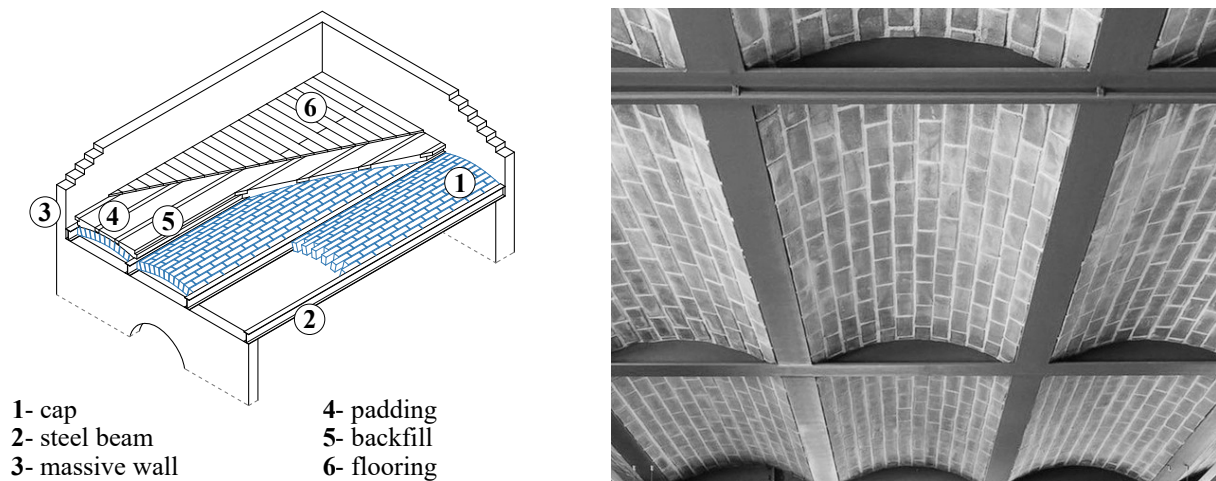 6
1
3
4
5
2
1- cap
2- steel beam
3- massive wall
4- padding
5- backfill
6- flooring